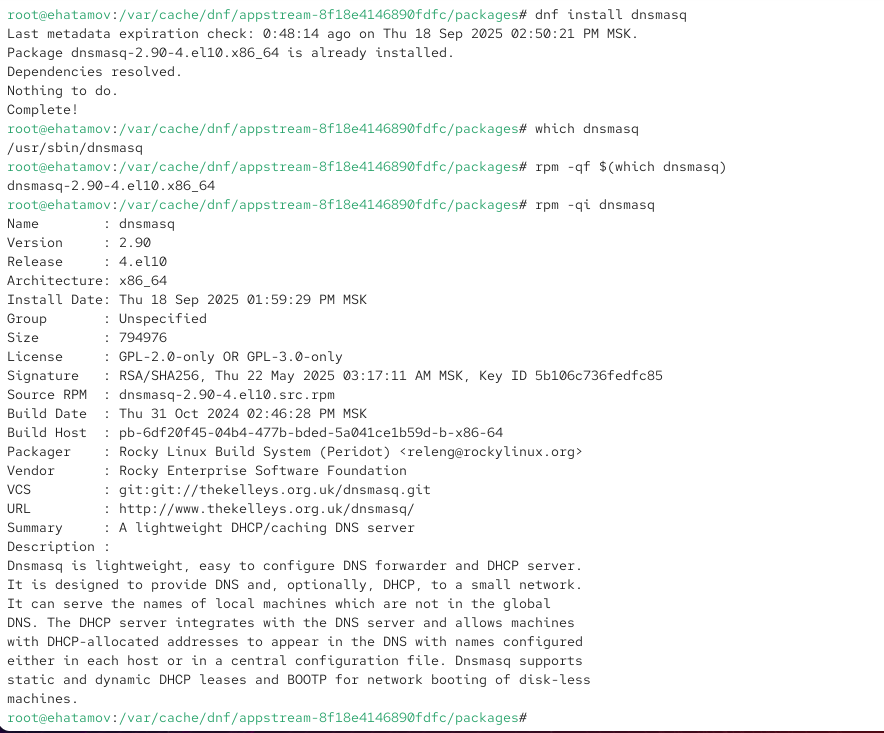 root@ehatamov:/var/cache/dnf/appstream-8f18e4146890fdfc/packages# dnf install dnsmasq
Last metadata expiration check: 0:48:14 ago on Thu 18 Sep 2025 02:50:21 PM MSK.
Package dnsmasq-2.90-4.el10.x86_64 is already installed.
Dependencies resolved.
Nothing to do.
Complete!
root@ehatamov:/var/cache/dnf/appstream-8f18e4146890fdfc/packages# which dnsmasq
/usr/sbin/dnsmasq
root@ehatamov:/var/cache/dnf/appstream-8f18e4146890fdfc/packages# rpm -qf $(which dnsmasq)
dnsmasq-2.90-4.el10.x86_64
root@ehatamov:/var/cache/dnf/appstream-8f18e4146890fdfc/packages# rpm -qi dnsmasq
Name        : dnsmasq
Version     : 2.90
Release     : 4.el10
Architecture: x86_64
Install Date: Thu 18 Sep 2025 01:59:29 PM MSK
Group       : Unspecified
Size        : 794976
License     : GPL-2.0-only OR GPL-3.0-only
Signature   : RSA/SHA256, Thu 22 May 2025 03:17:11 AM MSK, Key ID 5b106c736fedfc85
Source RPM  : dnsmasq-2.90-4.el10.src.rpm
Build Date  : Thu 31 Oct 2024 02:46:28 PM MSK
Build Host  : pb-6df20f45-04b4-477b-bded-5a041ce1b59d-b-x86-64
Packager    : Rocky Linux Build System (Peridot) <releng@rockylinux.org>
Vendor      : Rocky Enterprise Software Foundation
VCS         : git:git://thekelleys.org.uk/dnsmasq.git
URL         : http://www.thekelleys.org.uk/dnsmasq/
Summary     : A lightweight DHCP/caching DNS server
Description :
Dnsmasq is lightweight, easy to configure DNS forwarder and DHCP server.
It is designed to provide DNS and, optionally, DHCP, to a small network.
It can serve the names of local machines which are not in the global
DNS. The DHCP server integrates with the DNS server and allows machines
with DHCP-allocated addresses to appear in the DNS with names configured
either in each host or in a central configuration file. Dnsmasq supports
static and dynamic DHCP leases and BOOTP for network booting of disk-less
machines.
root@ehatamov:/var/cache/dnf/appstream-8f18e4146890fdfc/packages#